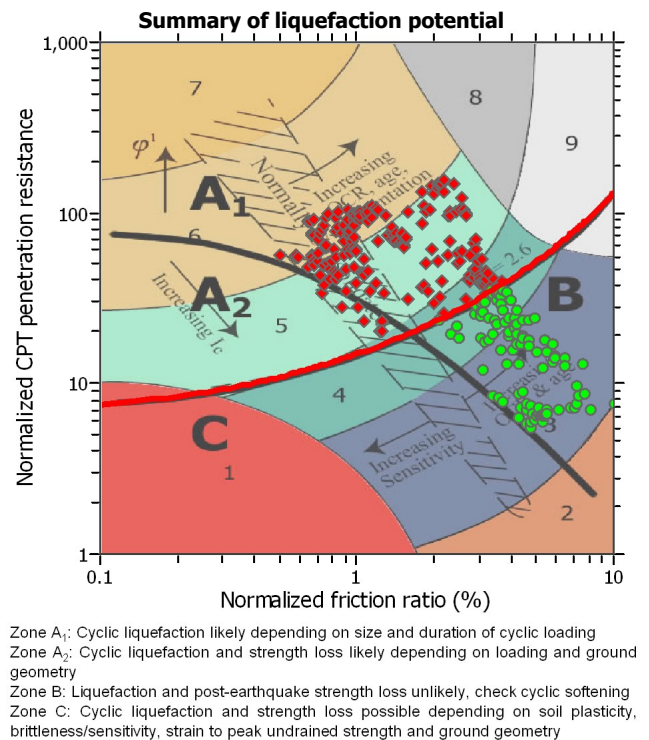 Summary of liquefaction potential
1,000
7
8
9
φ'
Increasing
OCR, age,
cementation
100
A1
6
= 2.6
A2
B
Increasing Ic
5
10
4
Increasing
Sensitivity
3
C
1
2
1
0.1
1
10
Normalized CPT penetration resistance
Normalized friction ratio (%)
Zone A1: Cyclic liquefaction likely depending on size and duration of cyclic loading
Zone A2: Cyclic liquefaction and strength loss likely depending on loading and ground
geometry
Zone B: Liquefaction and post-earthquake strength loss unlikely, check cyclic softening
Zone C: Cyclic liquefaction and strength loss possible depending on soil plasticity,
brittleness/sensitivity, strain to peak undrained strength and ground geometry